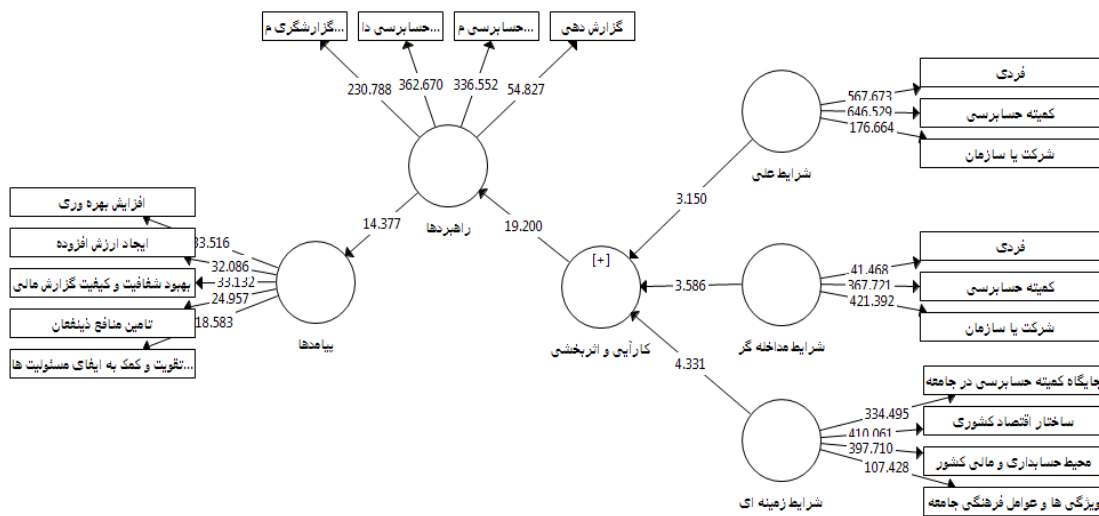 گزارشگری م...
حسابرسی دا...
حسابرسی م...
گزارش دهی
230.788
362.670
336.552
54.827
راهبردها
فردی
کمیته حسابرسی
شرکت یا سازمان
567.673
646.529
176.664
شرایط علی
3.150
افزایش بهره وری
ایجاد ارزش افزوده
بهبود شفافیت و کیفیت گزارش مالی
تامین منافع ذینفعان
تقویت و کمک به ایفای مسئولیت ها...
33.516
32.086
33.132
24.957
18.583
پیامدها
14.377
19.200
[+]
کارآیی و اثربخشی
3.586
فردی
کمیته حسابرسی
شرکت یا سازمان
41.468
367.721
421.392
شرایط مداخله گر
4.331
جایگاه کمیته حسابرسی در جامعه
ساختار اقتصاد کشوری
محیط حسابداری و مالی کشور
ویژگی ها و عوامل فرهنگی جامعه
334.495
410.061
397.710
107.428
شرایط زمینه ای